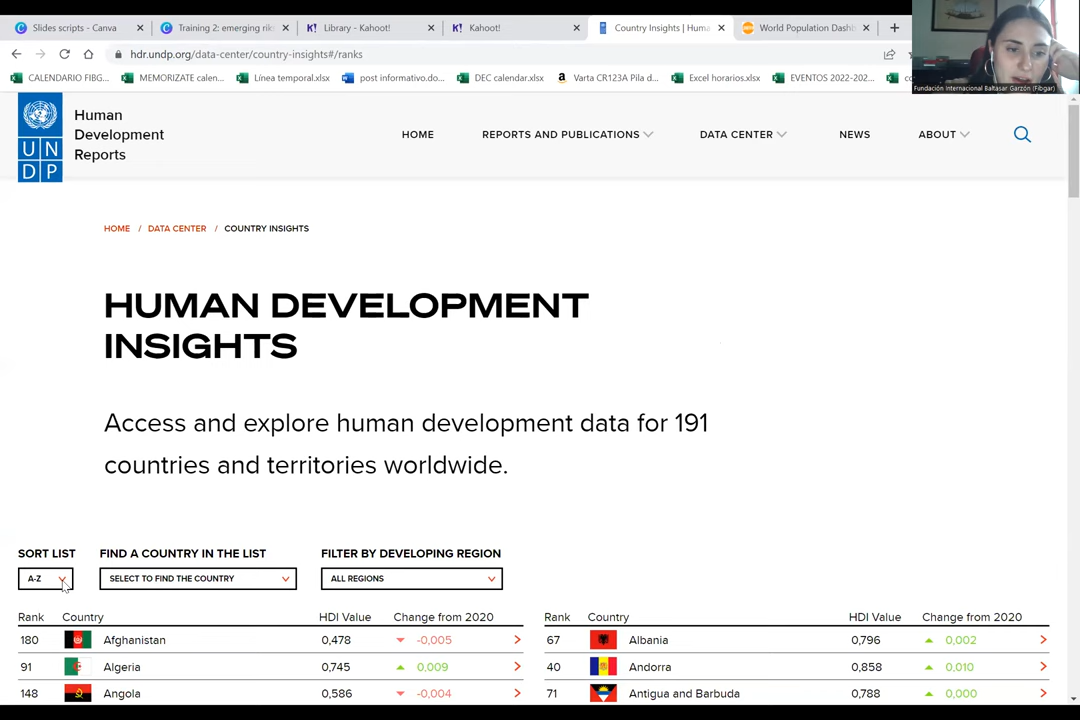 Slides scripts - Canva
Training 2: emerging ri
Library - Kahoot!
Kahoot!
Country Insights | Huma
World Population Dashb
hdr.undp.org/data-center/country-insights#/ranks
CALENDARIO FIBG...
MEMORIZATE calen...
Línea temporal.xlsx
post informativo.do...
DEC calendar.xlsx
Varta CR123A Pila d...
Excel horarios.xlsx
EVENTOS 2022-202...
Fundación Internacional Baltasar Garzón (Fibgar)
UN
DP
Human
Development
Reports
HOME
REPORTS AND PUBLICATIONS
DATA CENTER
NEWS
ABOUT
HOME / DATA CENTER / COUNTRY INSIGHTS
HUMAN DEVELOPMENT
INSIGHTS
Access and explore human development data for 191
countries and territories worldwide.
SORT LIST
FIND A COUNTRY IN THE LIST
FILTER BY DEVELOPING REGION
A-Z
SELECT TO FIND THE COUNTRY
ALL REGIONS
Rank Country HDI Value Change from 2020
180 Afghanistan 0,478 -0,005
91 Algeria 0,745 0,009
148 Angola 0,586 -0,004
Rank Country HDI Value Change from 2020
67 Albania 0,796 0,002
40 Andorra 0,858 0,010
71 Antigua and Barbuda 0,788 0,000